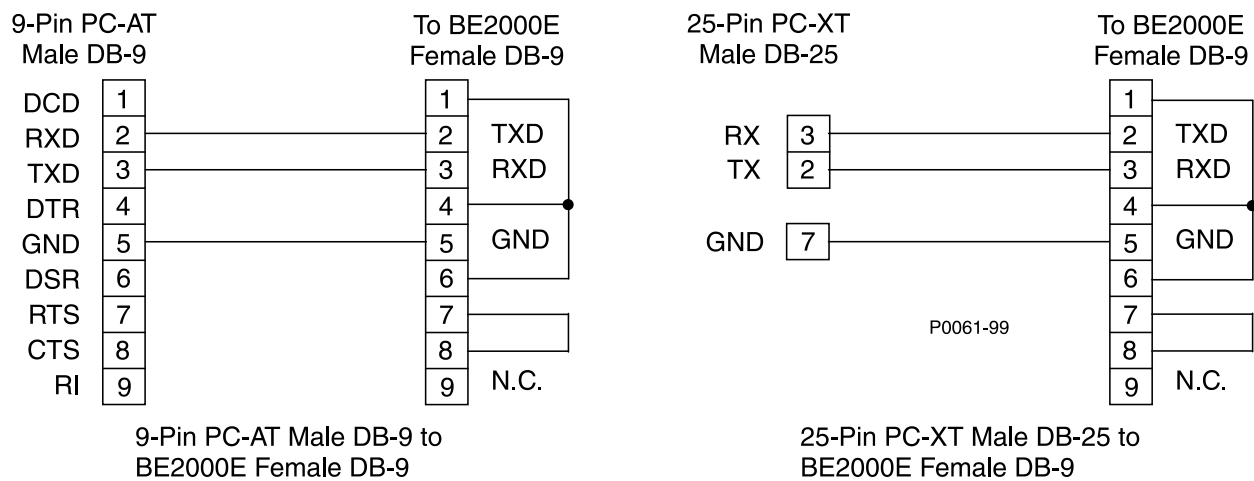 9-Pin PC-AT
Male DB-9
To BE2000E
Female DB-9
DCD 1
RXD 2
TXD 3
DTR 4
GND 5
DSR 6
RTS 7
CTS 8
RI 9
1
2 TXD
3 RXD
4
5 GND
6
7
8
9 N.C.
9-Pin PC-AT Male DB-9 to
BE2000E Female DB-9
25-Pin PC-XT
Male DB-25
To BE2000E
Female DB-9
RX 3
TX 2
GND 7
1
2 TXD
3 RXD
4
5 GND
6
7
8
9 N.C.
P0061-99
25-Pin PC-XT Male DB-25 to
BE2000E Female DB-9